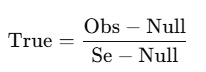 True = (Obs − Null) / (Se − Null)